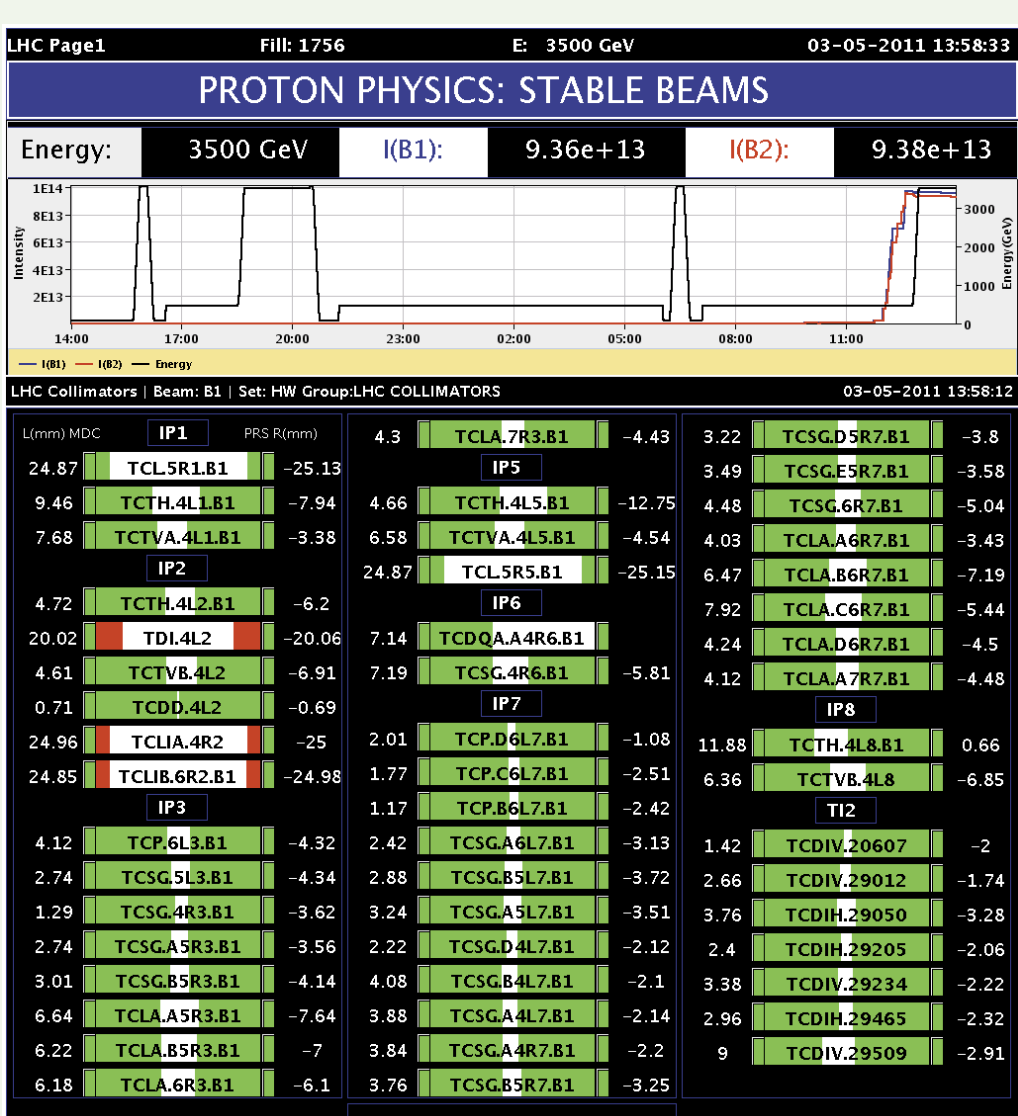 LHC Page1 Fill: 1756 E: 3500 GeV 03-05-2011 13:58:33
PROTON PHYSICS: STABLE BEAMS
Energy: 3500 GeV I(B1): 9.36e+13 I(B2): 9.38e+13
Intensity
1E14
8E13
6E13
4E13
2E13
3000
2000
1000
0
Energy(GeV)
14:00 17:00 20:00 23:00 02:00 05:00 08:00 11:00
I(B1) I(B2) Energy
LHC Collimators | Beam: B1 | Set: HW Group:LHC COLLIMATORS 03-05-2011 13:58:12
L(mm) MDC IP1 PRS R(mm)
24.87 TCL.5R1.B1 -25.13
9.46 TCTH.4L1.B1 -7.94
7.68 TCTVA.4L1.B1 -3.38
IP2
4.72 TCTH.4L2.B1 -6.2
20.02 TDI.4L2 -20.06
4.61 TCTVB.4L2 -6.91
0.71 TCDD.4L2 -0.69
24.96 TCLIA.4R2 -25
24.85 TCLIB.6R2.B1 -24.98
IP3
4.12 TCP.6L3.B1 -4.32
2.74 TCSG.5L3.B1 -4.34
1.29 TCSG.4R3.B1 -3.62
2.74 TCSG.A5R3.B1 -3.56
3.01 TCSG.B5R3.B1 -4.14
6.64 TCLA.A5R3.B1 -7.64
6.22 TCLA.B5R3.B1 -7
6.18 TCLA.6R3.B1 -6.1
4.3 TCLA.7R3.B1 -4.43
IP5
4.66 TCTH.4L5.B1 -12.75
6.58 TCTVA.4L5.B1 -4.54
24.87 TCL.5R5.B1 -25.15
IP6
7.14 TCDQA.A4R6.B1
7.19 TCSG.4R6.B1 -5.81
IP7
2.01 TCP.D6L7.B1 -1.08
1.77 TCP.C6L7.B1 -2.51
1.17 TCP.B6L7.B1 -2.42
2.42 TCSG.A6L7.B1 -3.13
2.88 TCSG.B5L7.B1 -3.72
3.24 TCSG.A5L7.B1 -3.51
2.22 TCSG.D4L7.B1 -2.12
4.08 TCSG.B4L7.B1 -2.1
3.88 TCSG.A4L7.B1 -2.14
3.84 TCSG.A4R7.B1 -2.2
3.76 TCSG.B5R7.B1 -3.25
3.22 TCSG.D5R7.B1 -3.8
3.49 TCSG.E5R7.B1 -3.58
4.48 TCSG.6R7.B1 -5.04
4.03 TCLA.A6R7.B1 -3.43
6.47 TCLA.B6R7.B1 -7.19
7.92 TCLA.C6R7.B1 -5.44
4.24 TCLA.D6R7.B1 -4.5
4.12 TCLA.A7R7.B1 -4.48
IP8
11.88 TCTH.4L8.B1 0.66
6.36 TCTVB.4L8 -6.85
TI2
1.42 TCDIV.20607 -2
2.66 TCDIV.29012 -1.74
3.76 TCDIH.29050 -3.28
2.4 TCDIH.29205 -2.06
3.38 TCDIV.29234 -2.22
2.96 TCDIH.29465 -2.32
9 TCDIV.29509 -2.91